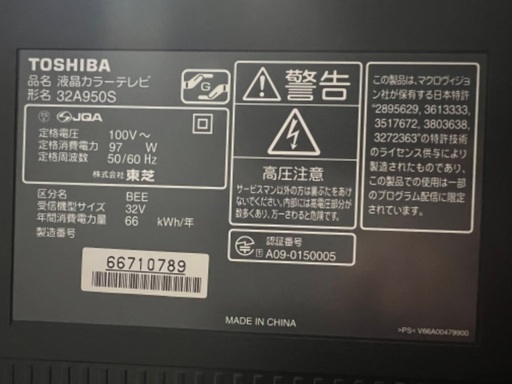 TOSHIBA
品名 液晶カラーテレビ
形名 32A950S
G
JQA
定格電圧 100V～
定格消費電力 97 W
定格周波数 50/60 Hz
株式会社 東芝
区分名 BEE
受信機型サイズ 32V
年間消費電力量 66 kWh/年
製造番号
66710789
警告
高圧注意
サービスマン以外の方は裏ぶたをあけ
ないでください。内部には高電圧部分が
数多くあり、万一さわると危険です。
認証番号
A09-0150005
この製品は、マクロヴィジョ
ン社が保有する日本特許
"2895629, 3613333,
3517672, 3803638,
3272363"の特許技術の
ライセンス供与により
製造されたものであり、
この製品での使用は一部
のプログラム配信に限定
されています。
MADE IN CHINA
>PS< V66A00479900